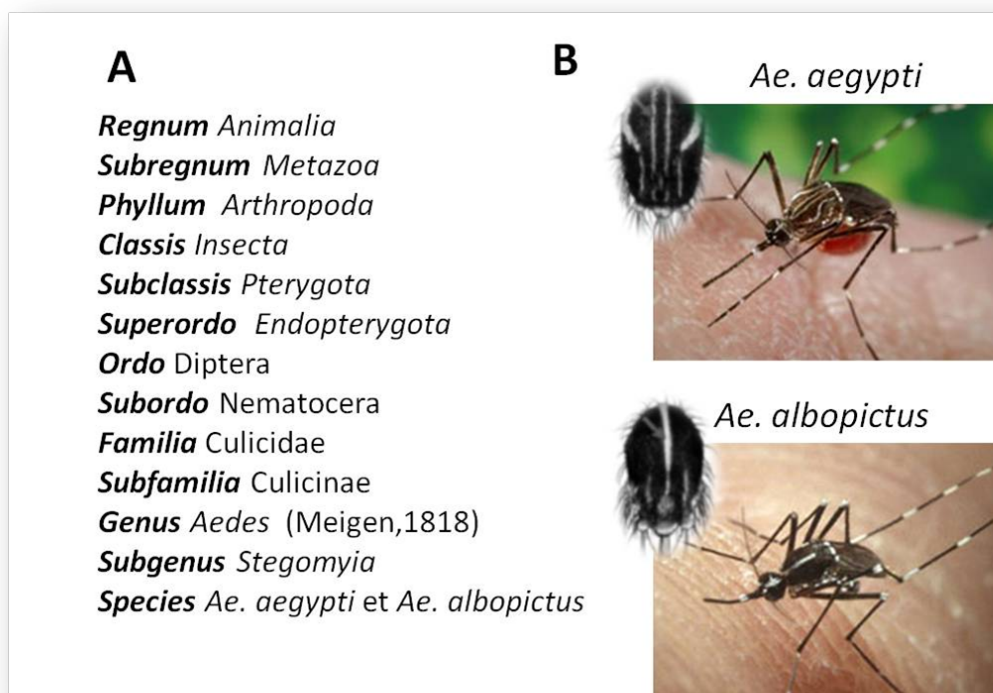 A
Regnum Animalia
Subregnum Metazoa
Phyllum Arthropoda
Classis Insecta
Subclassis Pterygota
Superordo Endopterygota
Ordo Diptera
Subordo Nematocera
Familia Culicidae
Subfamilia Culicinae
Genus Aedes (Meigen,1818)
Subgenus Stegomyia
Species Ae. aegypti et Ae. albopictus
B
Ae. aegypti
Ae. albopictus